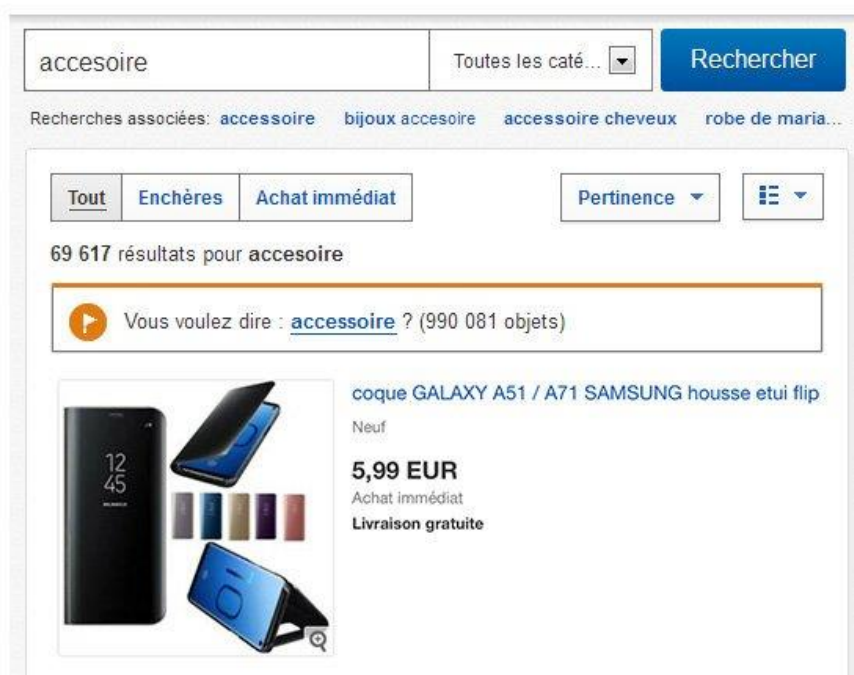 accesoire
Toutes les caté...
Rechercher
Recherches associées: accessoire bijoux accesoire accessoire cheveux robe de maria...
Tout
Enchères
Achat immédiat
Pertinence
69 617 résultats pour accesoire
Vous voulez dire : accessoire ? (990 081 objets)
coque GALAXY A51 / A71 SAMSUNG housse etui flip
Neuf
5,99 EUR
Achat immédiat
Livraison gratuite
12
45